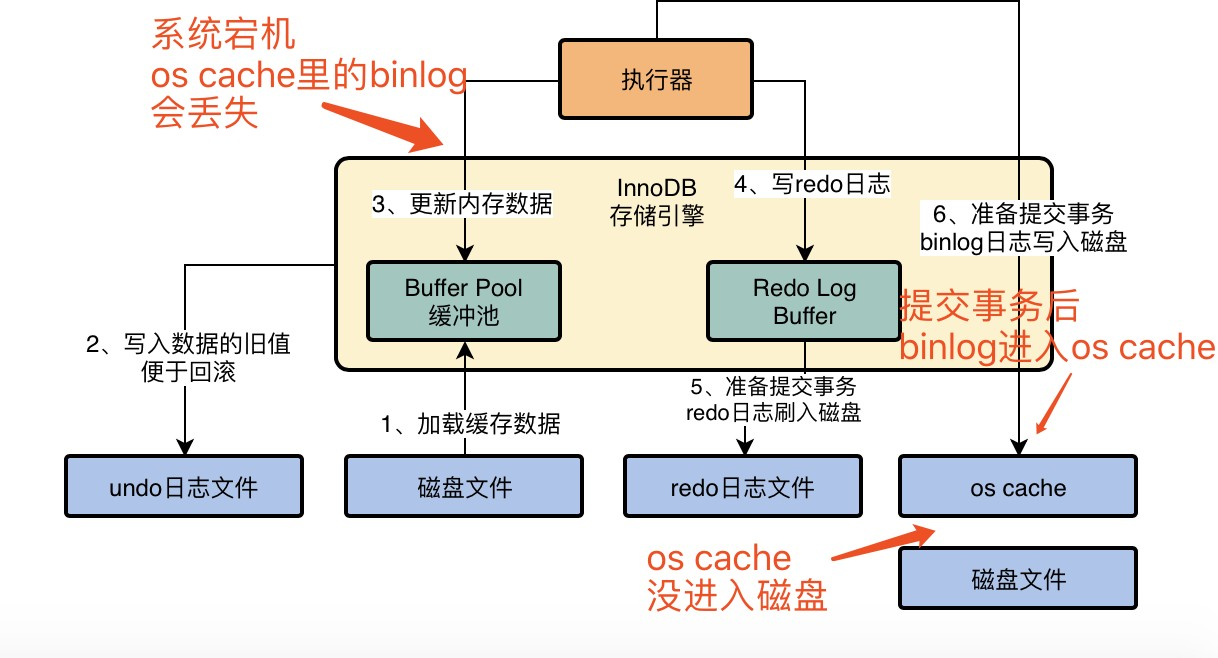 系统宕机
os cache里的binlog
会丢失
执行器
InnoDB
存储引擎
3、更新内存数据
4、写redo日志
6、准备提交事务
binlog日志写入磁盘
Buffer Pool
缓冲池
Redo Log
Buffer
提交事务后
binlog进入os cache
2、写入数据的旧值
便于回滚
1、加载缓存数据
5、准备提交事务
redo日志刷入磁盘
undo日志文件
磁盘文件
redo日志文件
os cache
os cache
没进入磁盘
磁盘文件